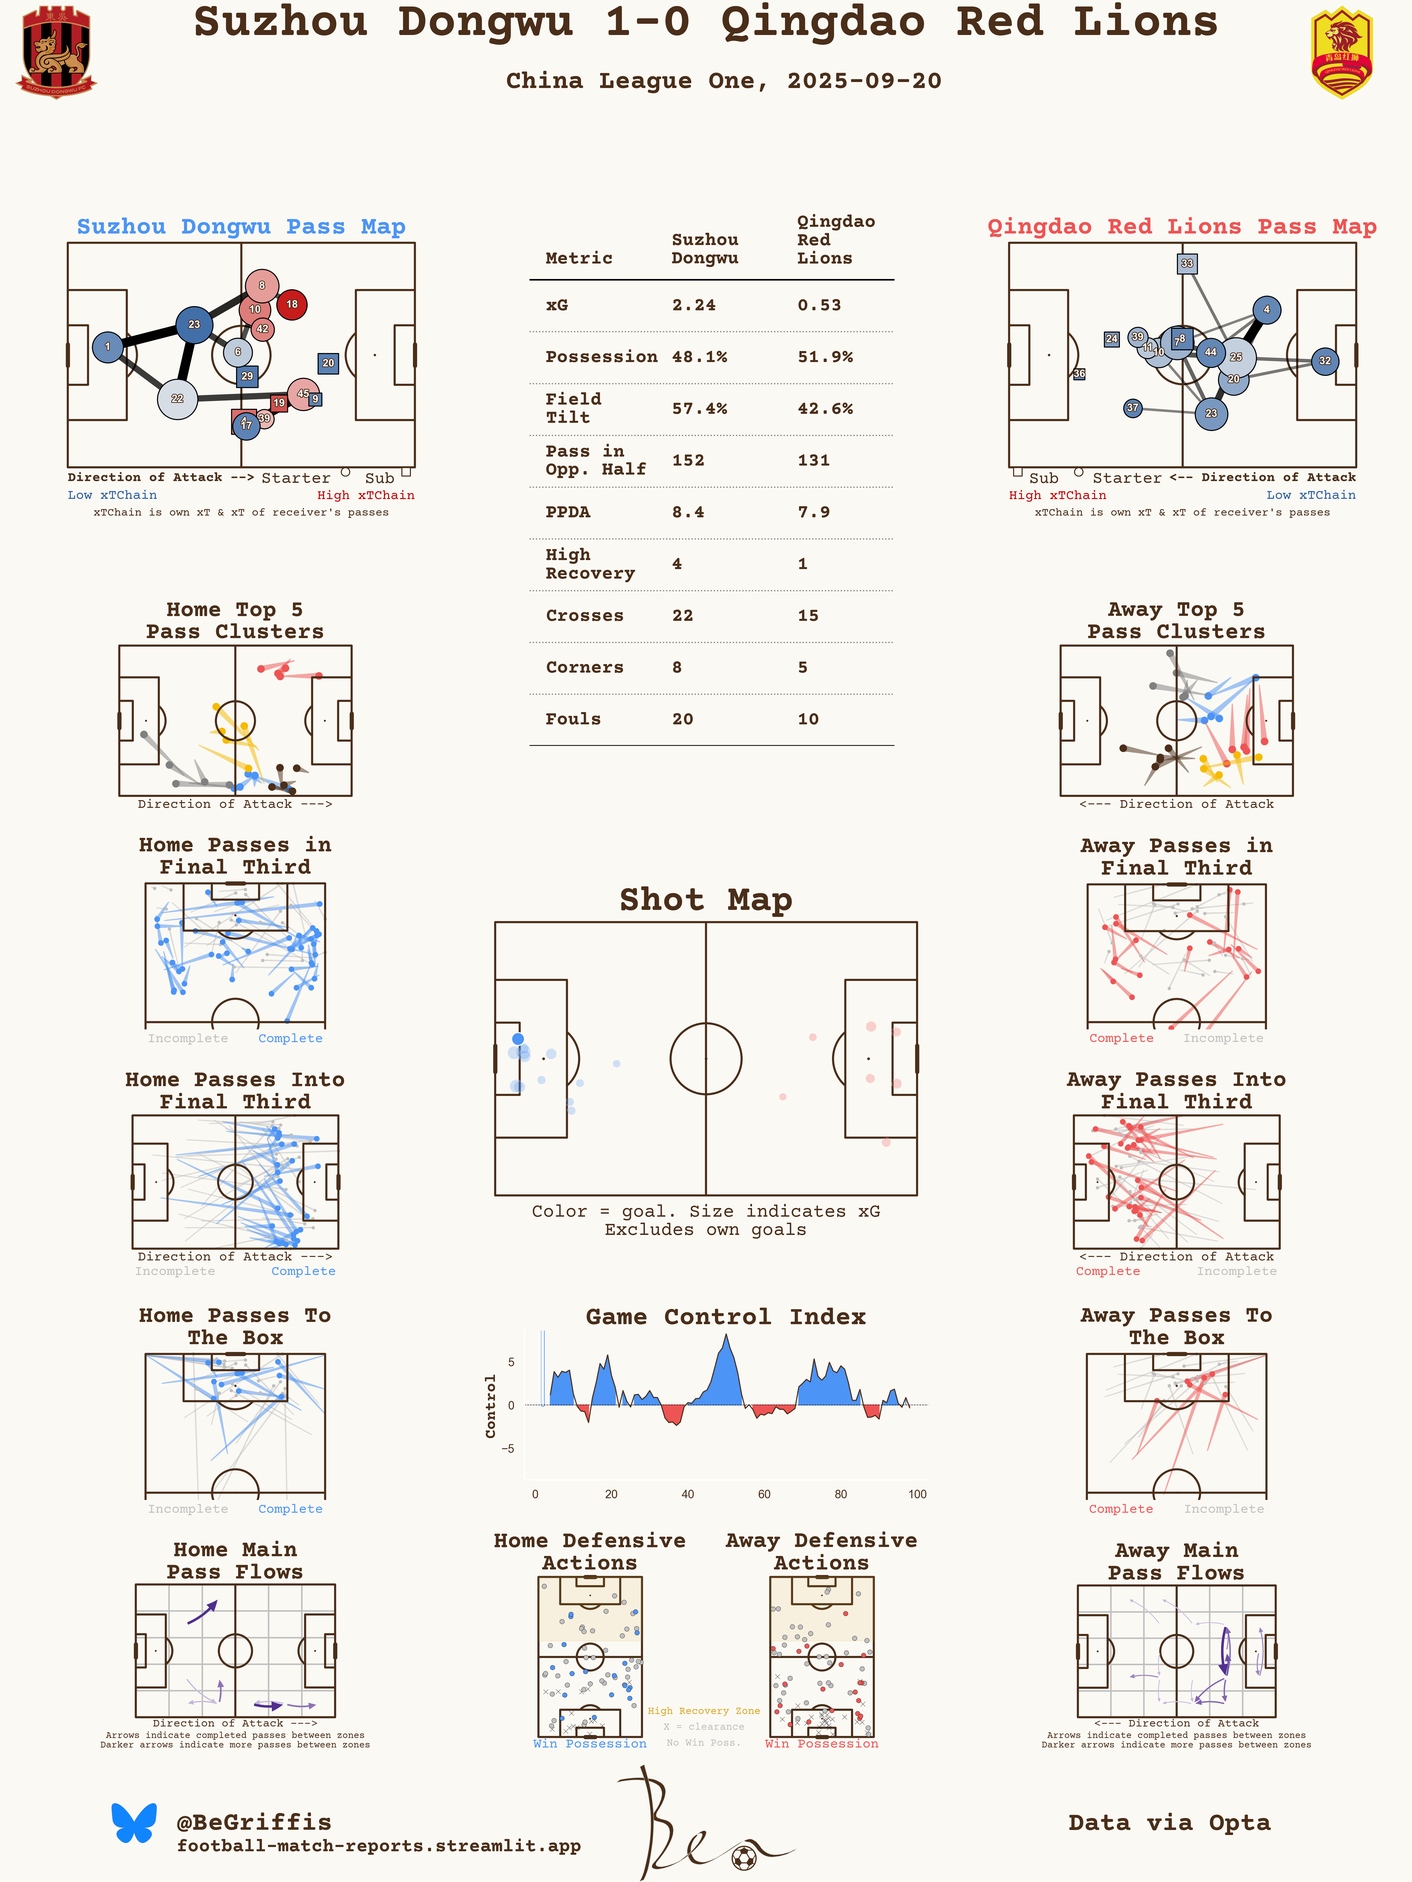 Suzhou Dongwu 1-0 Qingdao Red Lions
China League One, 2025-09-20
東吳
SUZHOU DONGWU FC
青岛红狮
Suzhou Dongwu Pass Map
1
23
22
8
10
18
42
6
29
20
45
19
9
39
17
Direction of Attack --> Starter Sub
Low xTChain High xTChain
xTChain is own xT & xT of receiver's passes
Metric Suzhou Dongwu Qingdao Red Lions
xG 2.24 0.53
Possession 48.1% 51.9%
Field Tilt 57.4% 42.6%
Pass in Opp. Half 152 131
PPDA 8.4 7.9
High Recovery 4 1
Crosses 22 15
Corners 8 5
Fouls 20 10
Qingdao Red Lions Pass Map
33
4
24
39
11
10
7
8
44
25
32
20
36
37
23
Sub Starter <-- Direction of Attack
High xTChain Low xTChain
xTChain is own xT & xT of receiver's passes
Home Top 5
Pass Clusters
Direction of Attack --->
Away Top 5
Pass Clusters
<--- Direction of Attack
Home Passes in
Final Third
Incomplete Complete
Away Passes in
Final Third
Complete Incomplete
Shot Map
Color = goal. Size indicates xG
Excludes own goals
Home Passes Into
Final Third
Direction of Attack --->
Incomplete Complete
Away Passes Into
Final Third
<--- Direction of Attack
Complete Incomplete
Home Passes To
The Box
Incomplete Complete
Game Control Index
Control
5
0
−5
0 20 40 60 80 100
Away Passes To
The Box
Complete Incomplete
Home Main
Pass Flows
Direction of Attack --->
Arrows indicate completed passes between zones
Darker arrows indicate more passes between zones
Home Defensive
Actions
Win Possession
High Recovery Zone
X = clearance
No Win Poss.
Away Defensive
Actions
Win Possession
Away Main
Pass Flows
<--- Direction of Attack
Arrows indicate completed passes between zones
Darker arrows indicate more passes between zones
@BeGriffis
football-match-reports.streamlit.app
Ben
Data via Opta